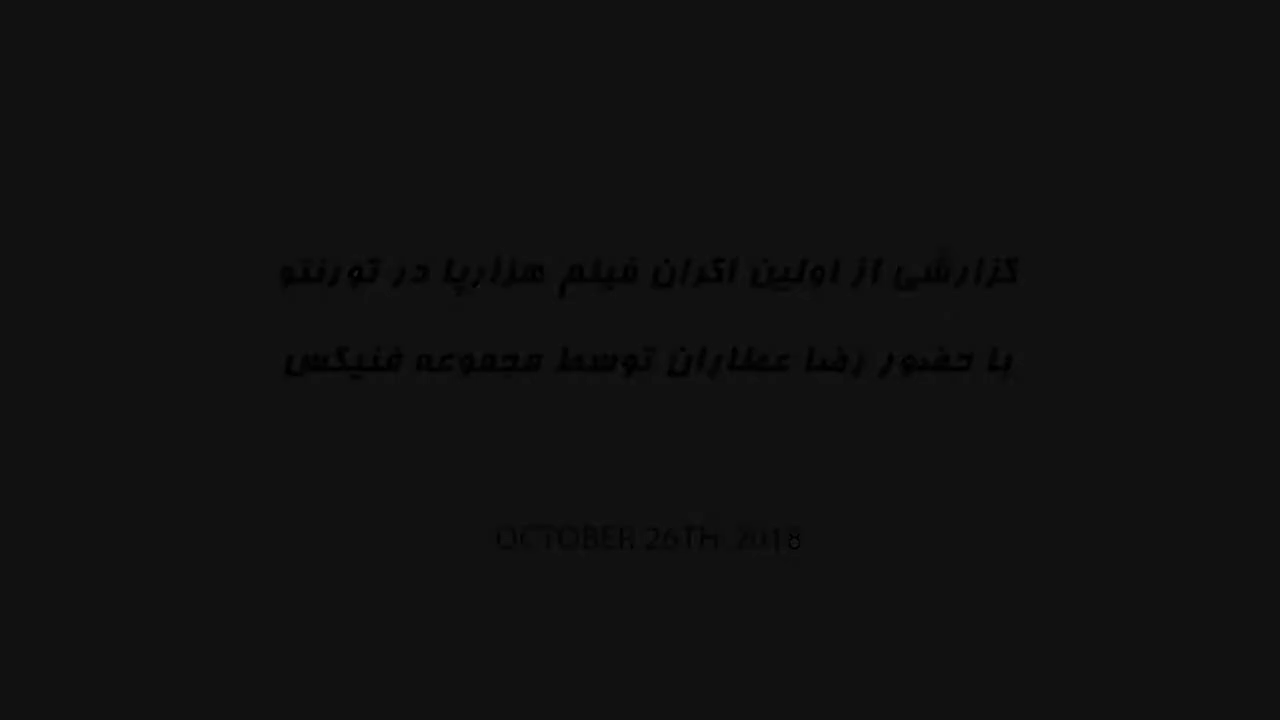 گزارشی از اولین اکران فیلم هزارپا در تورنتو
با حضور رضا عطاران توسط مجموعه فنیکس
OCTOBER 26TH 2018